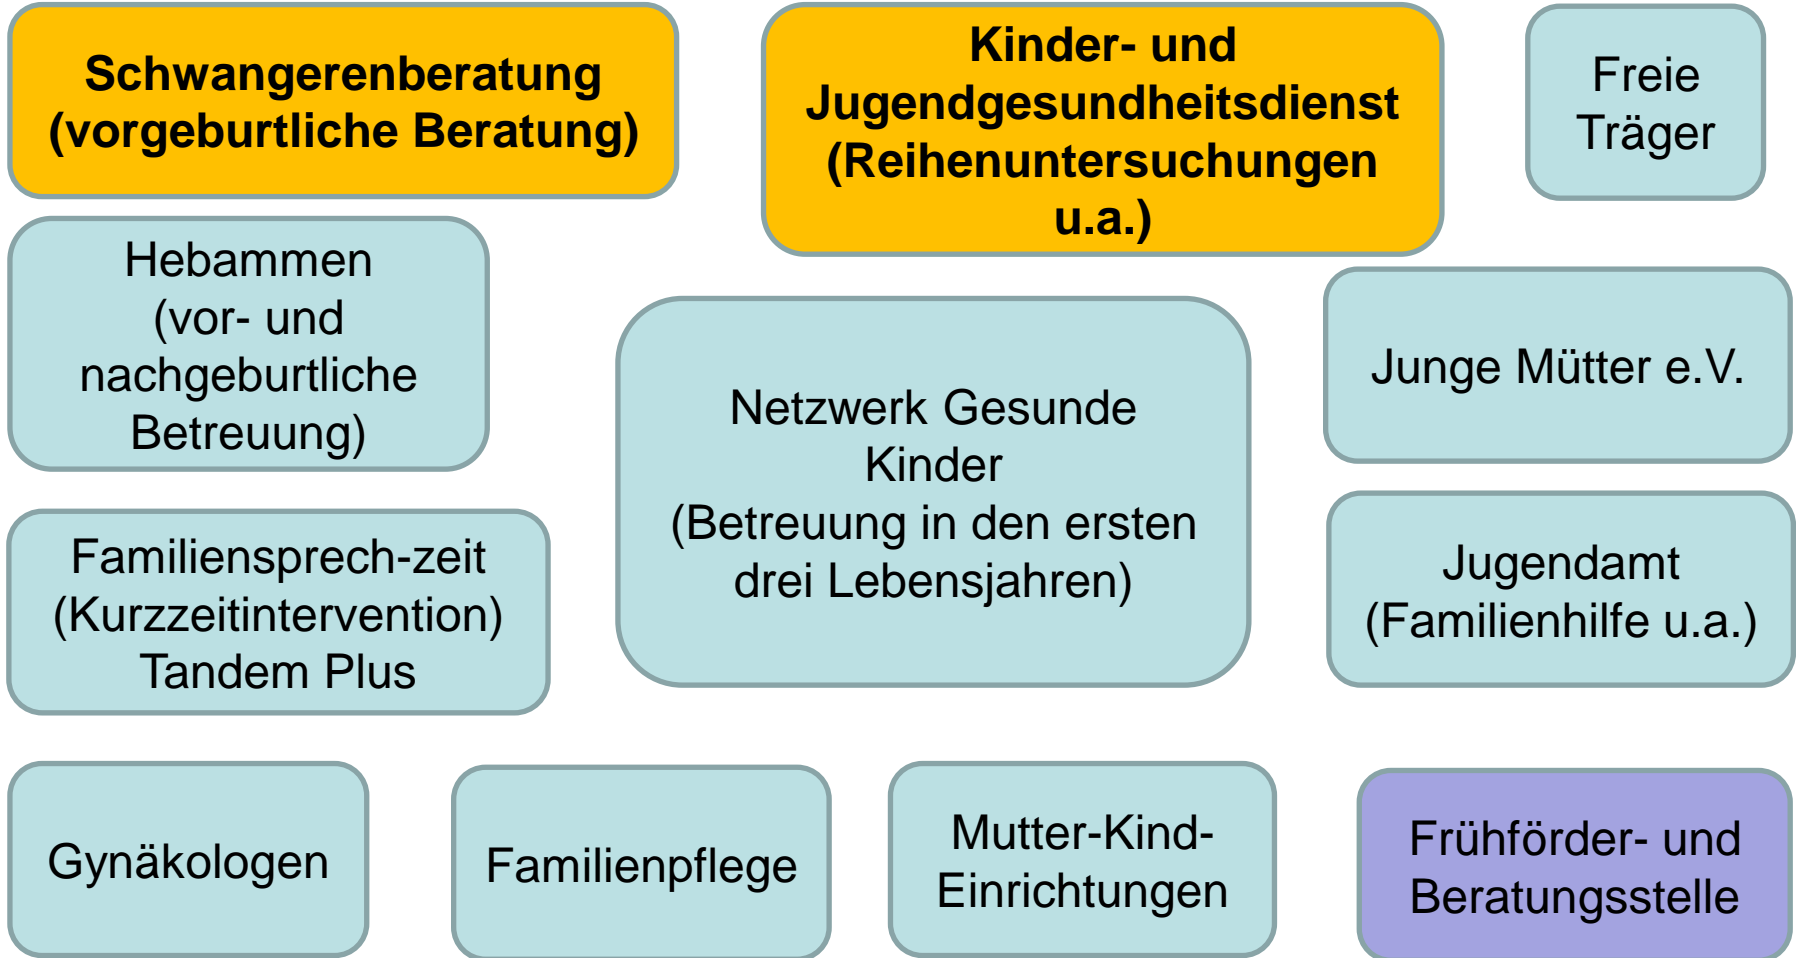 Schwangerenberatung
(vorgeburtliche Beratung)
Kinder- und
Jugendgesundheitsdienst
(Reihenuntersuchungen
u.a.)
Freie
Träger
Hebammen
(vor- und
nachgeburtliche
Betreuung)
Netzwerk Gesunde
Kinder
(Betreuung in den ersten
drei Lebensjahren)
Junge Mütter e.V.
Familiensprech-zeit
(Kurzzeitintervention)
Tandem Plus
Jugendamt
(Familienhilfe u.a.)
Gynäkologen
Familienpflege
Mutter-Kind-
Einrichtungen
Frühförder- und
Beratungsstelle